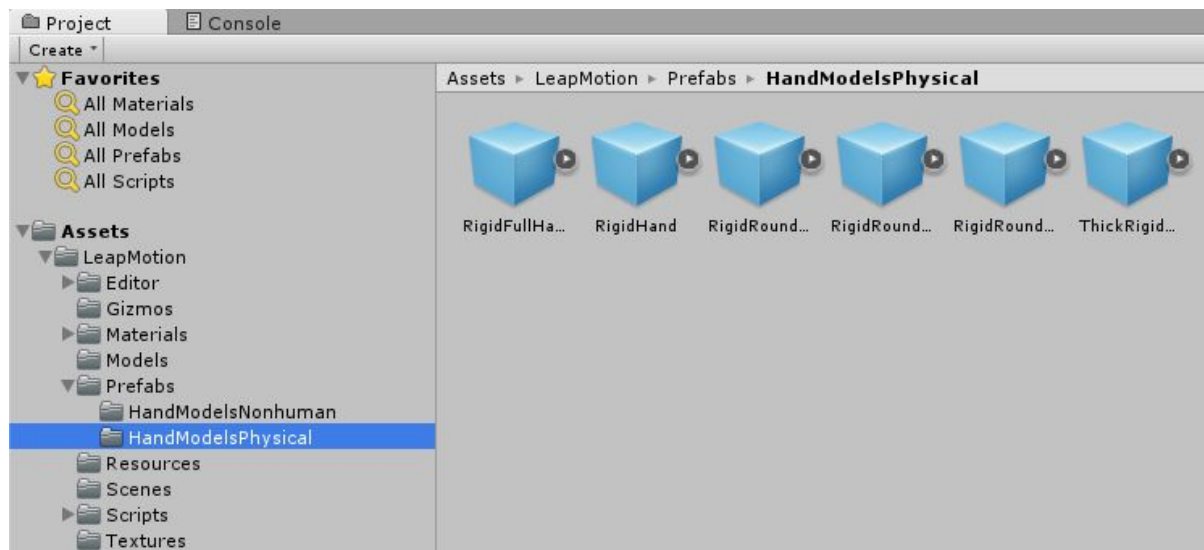 Project
Console
Create
Favorites
All Materials
All Models
All Prefabs
All Scripts
Assets
LeapMotion
Editor
Gizmos
Materials
Models
Prefabs
HandModelsNonhuman
HandModelsPhysical
Resources
Scenes
Scripts
Textures
Assets LeapMotion Prefabs HandModelsPhysical
RigidFullHa... RigidHand RigidRound... RigidRound... RigidRound... ThickRigid...